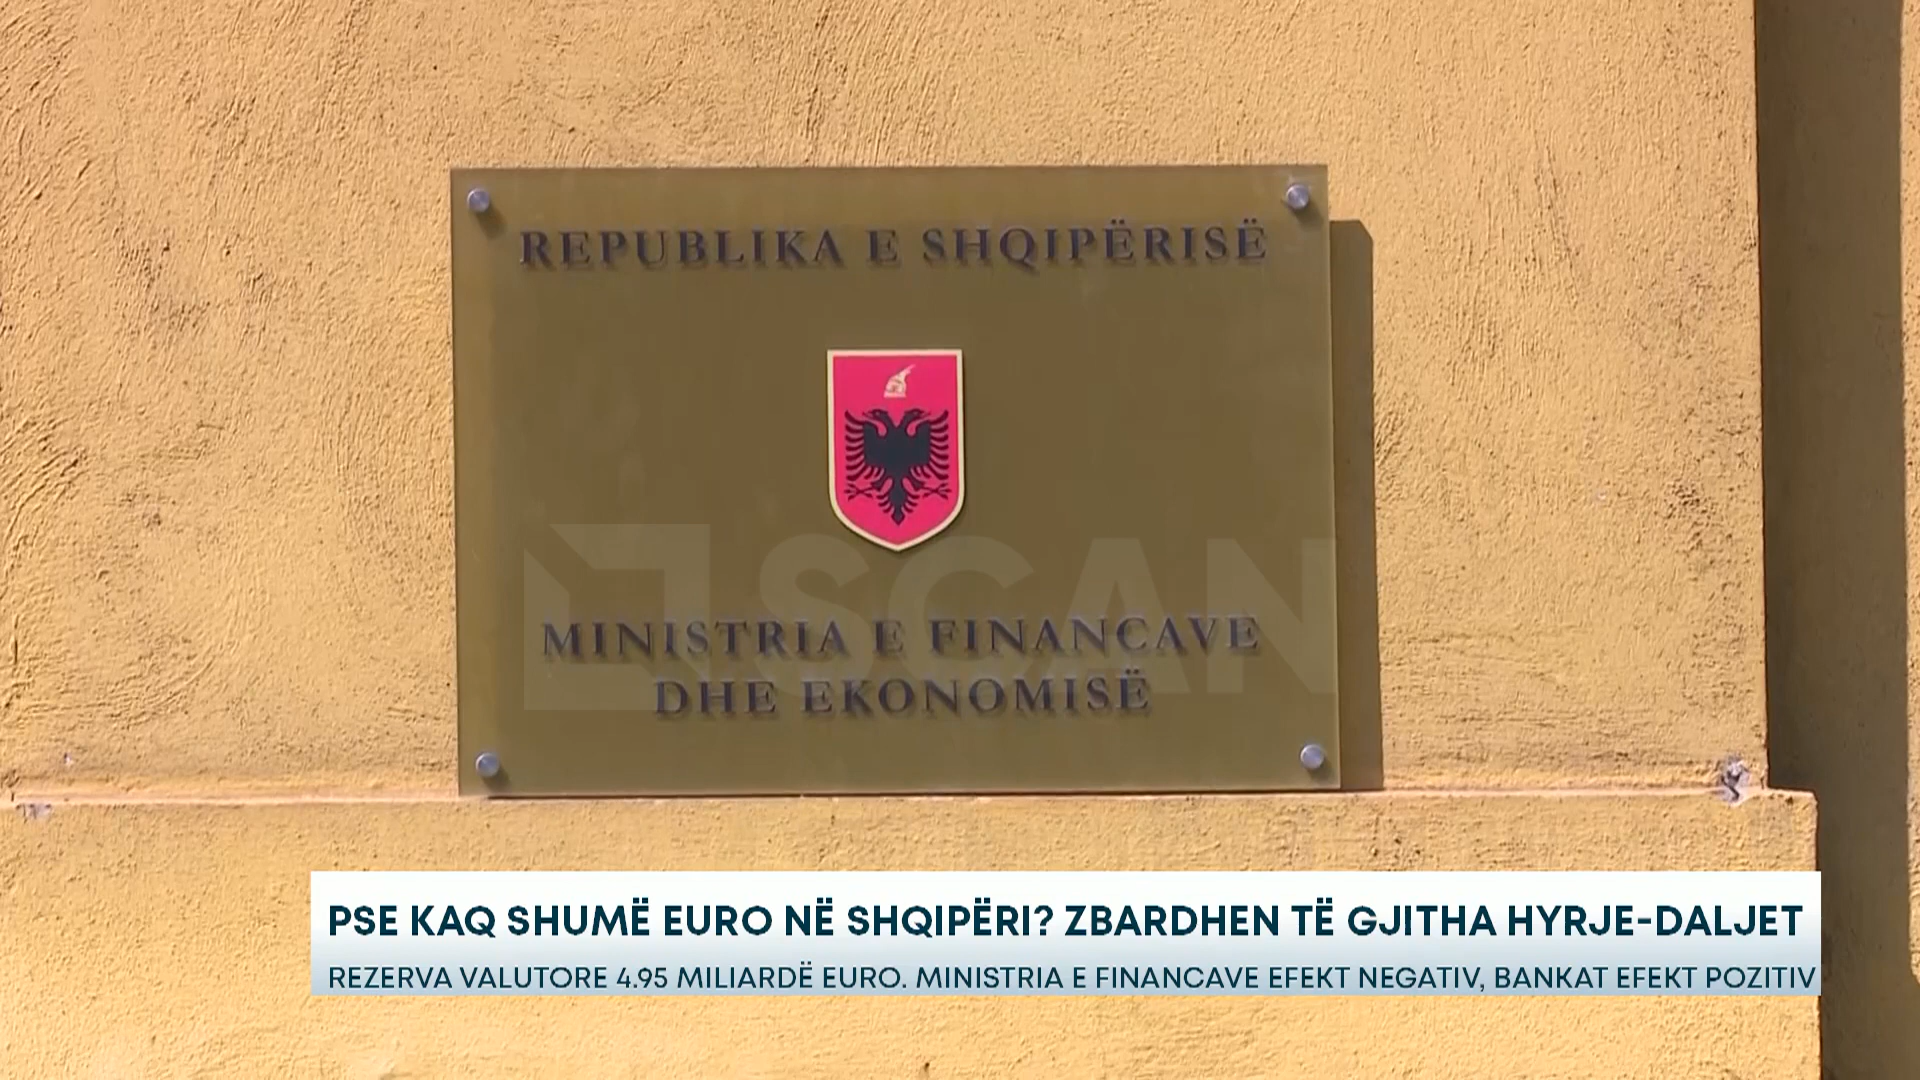 REPUBLIKA E SHQIPËRISË
SCAN
MINISTRIA E FINANCAVE
DHE EKONOMISË
PSE KAQ SHUMË EURO NË SHQIPËRI? ZBARDHEN TË GJITHA HYRJE-DALJET
REZERVA VALUTORE 4.95 MILIARDË EURO. MINISTRIA E FINANCAVE EFEKT NEGATIV, BANKAT EFEKT POZITIV